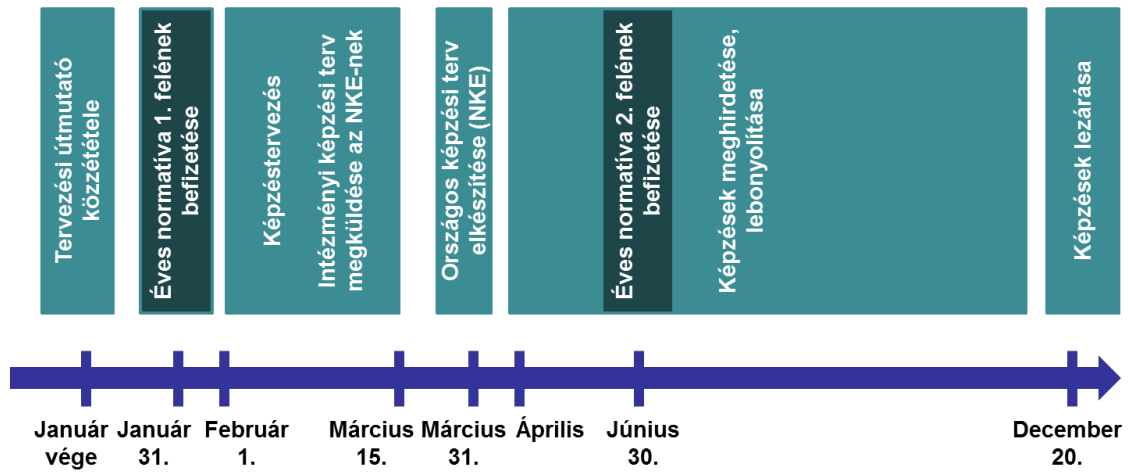 Tervezési útmutató
közzététele
Éves normatíva 1. felének
befizetése
Képzéstervezés
Intézményi képzési terv
megküldése az NKE-nek
Országos képzési terv
elkészítése (NKE)
Éves normatíva 2. felének
befizetése
Képzések meghirdetése,
lebonyolítása
Képzések lezárása
Január
vége
Január
31.
Február
1.
Március
15.
Március
31.
Április
Június
30.
December
20.